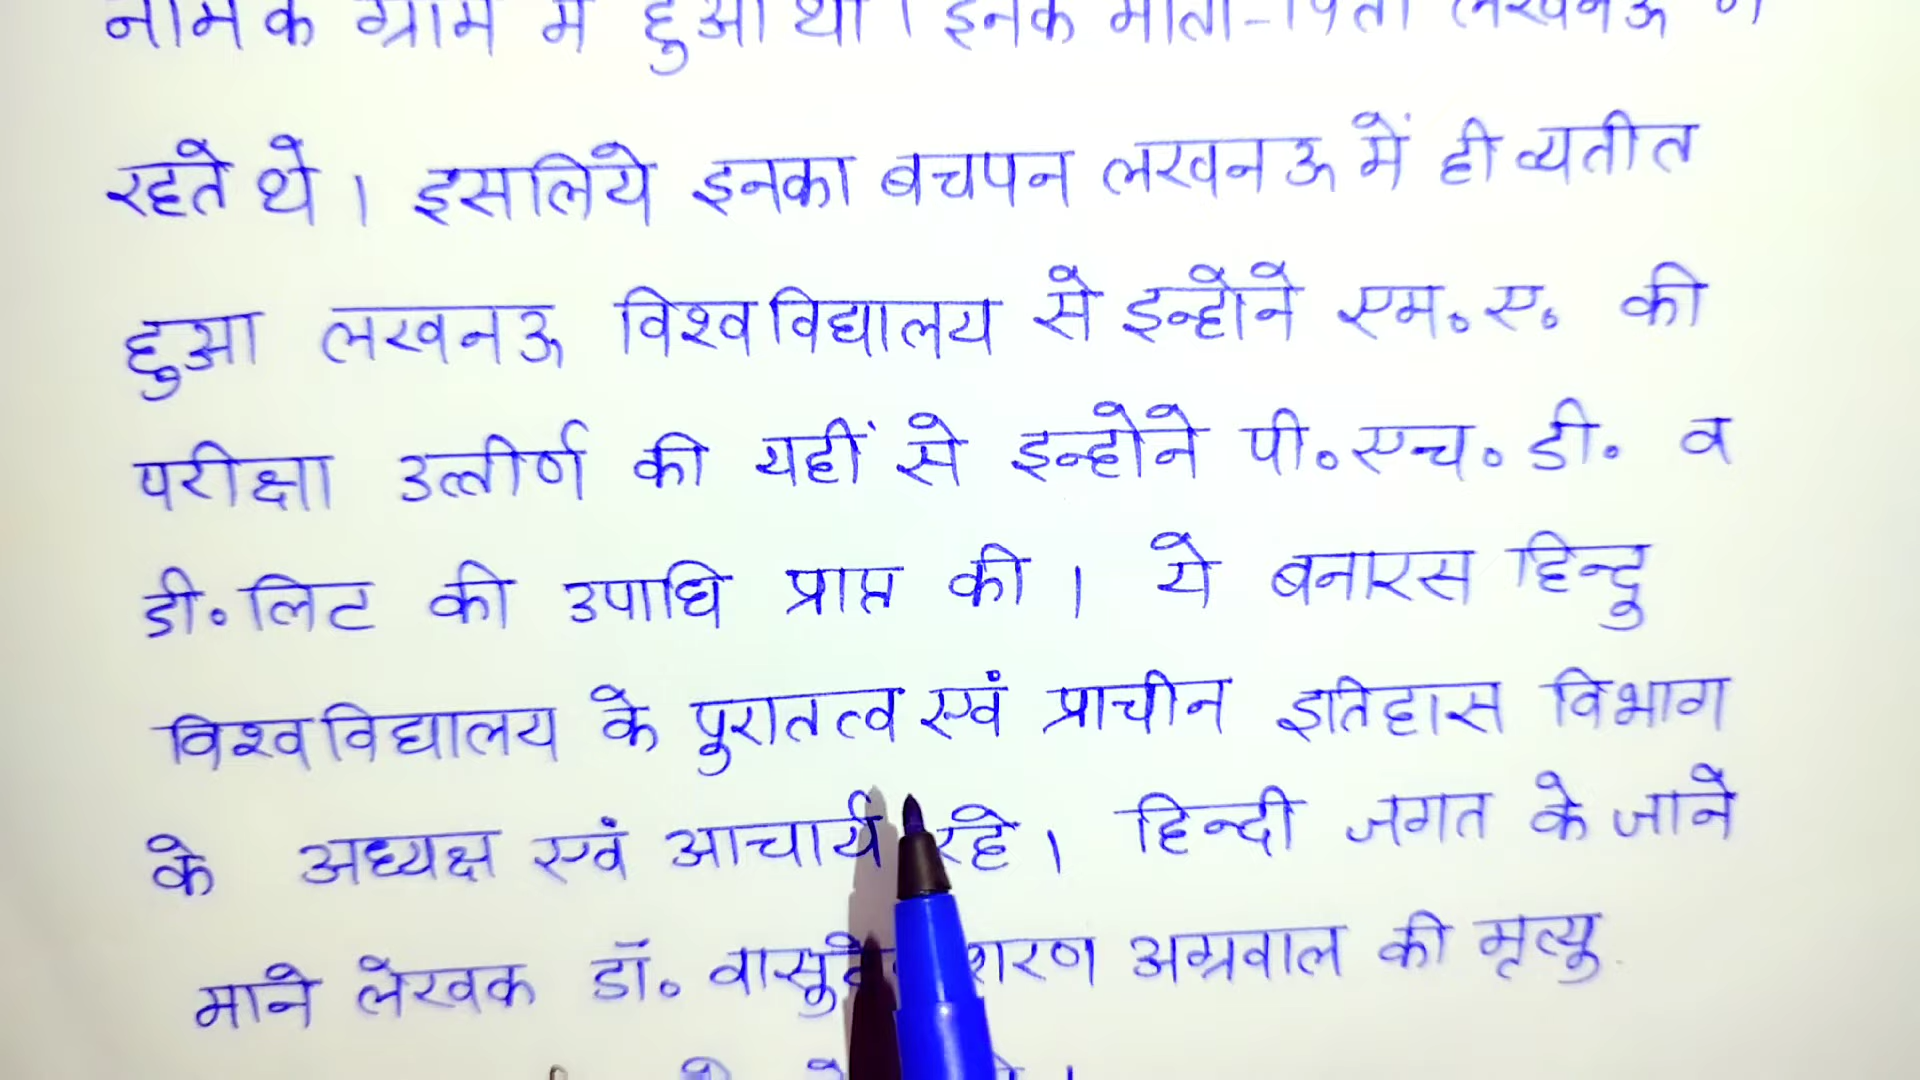 नामक ग्राम में हुआ था। इनके माता-पिता लखनऊ में
रहते थे। इसलिये इनका बचपन लखनऊ में ही व्यतीत
हुआ लखनऊ विश्वविद्यालय से इन्होंने एम०ए० की
परीक्षा उत्तीर्ण की यहीं से इन्होंने पी०एच०डी० व
डी०लिट की उपाधि प्राप्त की। ये बनारस हिन्दु
विश्वविद्यालय के पुरातत्व एवं प्राचीन इतिहास विभाग
के अध्यक्ष एवं आचार्य रहे। हिन्दी जगत के जाने
माने लेखक डॉ० वासुदेव शरण अग्रवाल की मृत्यु